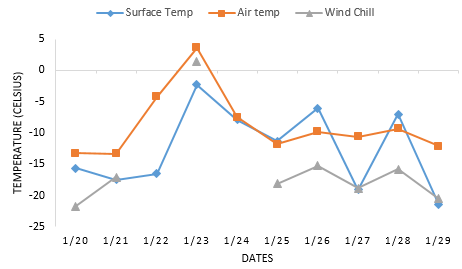 Surface Temp Air temp Wind Chill
TEMPERATURE (CELSIUS)
5
0
-5
-10
-15
-20
-25
1/20 1/21 1/22 1/23 1/24 1/25 1/26 1/27 1/28 1/29
DATES